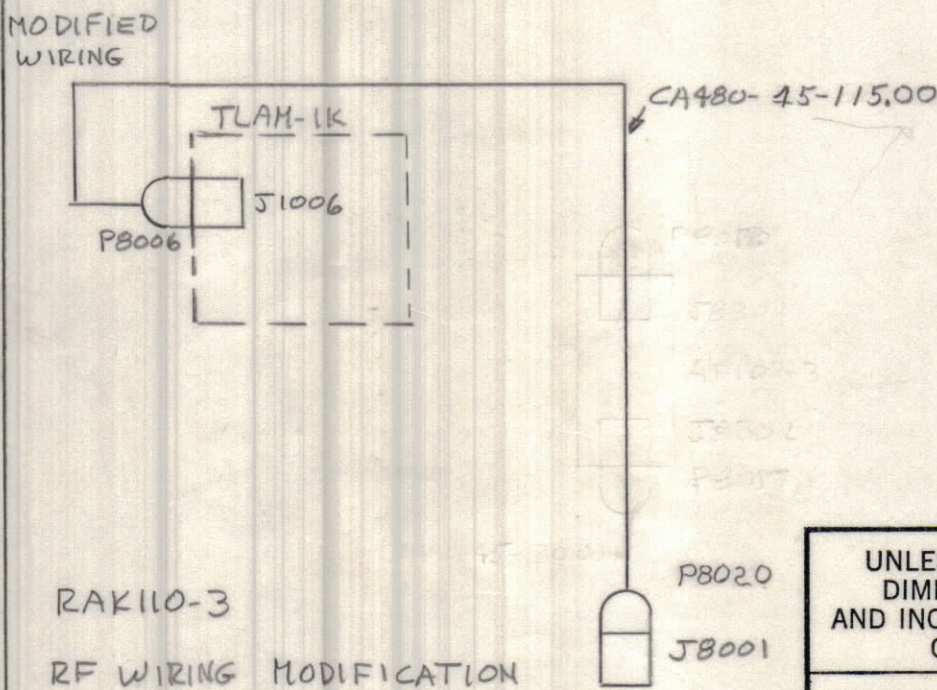 MODIFIED
WIRING
CA480-45-115.00
TLAM-1K
J1006
P8006
P8020
J8001
RAK110-3
RF WIRING MODIFICATION
UNLE
DIM
AND INC